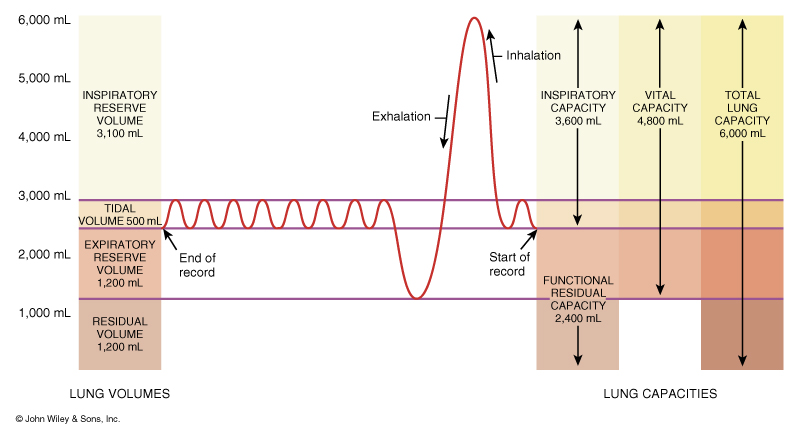 6,000 mL
5,000 mL
4,000 mL
3,000 mL
2,000 mL
1,000 mL
INSPIRATORY
RESERVE
VOLUME
3,100 mL
TIDAL
VOLUME 500 mL
EXPIRATORY
RESERVE
VOLUME
1,200 mL
RESIDUAL
VOLUME
1,200 mL
LUNG VOLUMES
End of
record
Exhalation
Inhalation
Start of
record
INSPIRATORY
CAPACITY
3,600 mL
FUNCTIONAL
RESIDUAL
CAPACITY
2,400 mL
VITAL
CAPACITY
4,800 mL
TOTAL
LUNG
CAPACITY
6,000 mL
LUNG CAPACITIES
© John Wiley & Sons, Inc.